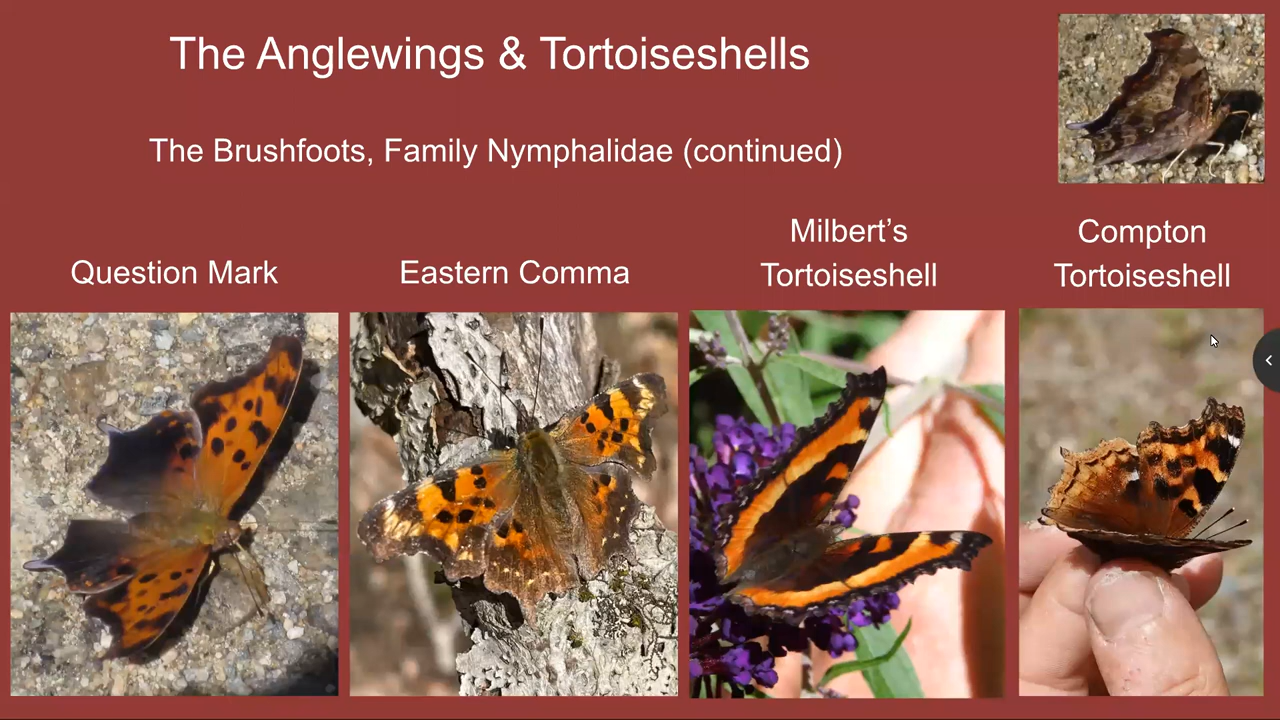 The Anglewings & Tortoiseshells
The Brushfoots, Family Nymphalidae (continued)
Question Mark
Eastern Comma
Milbert’s
Tortoiseshell
Compton
Tortoiseshell